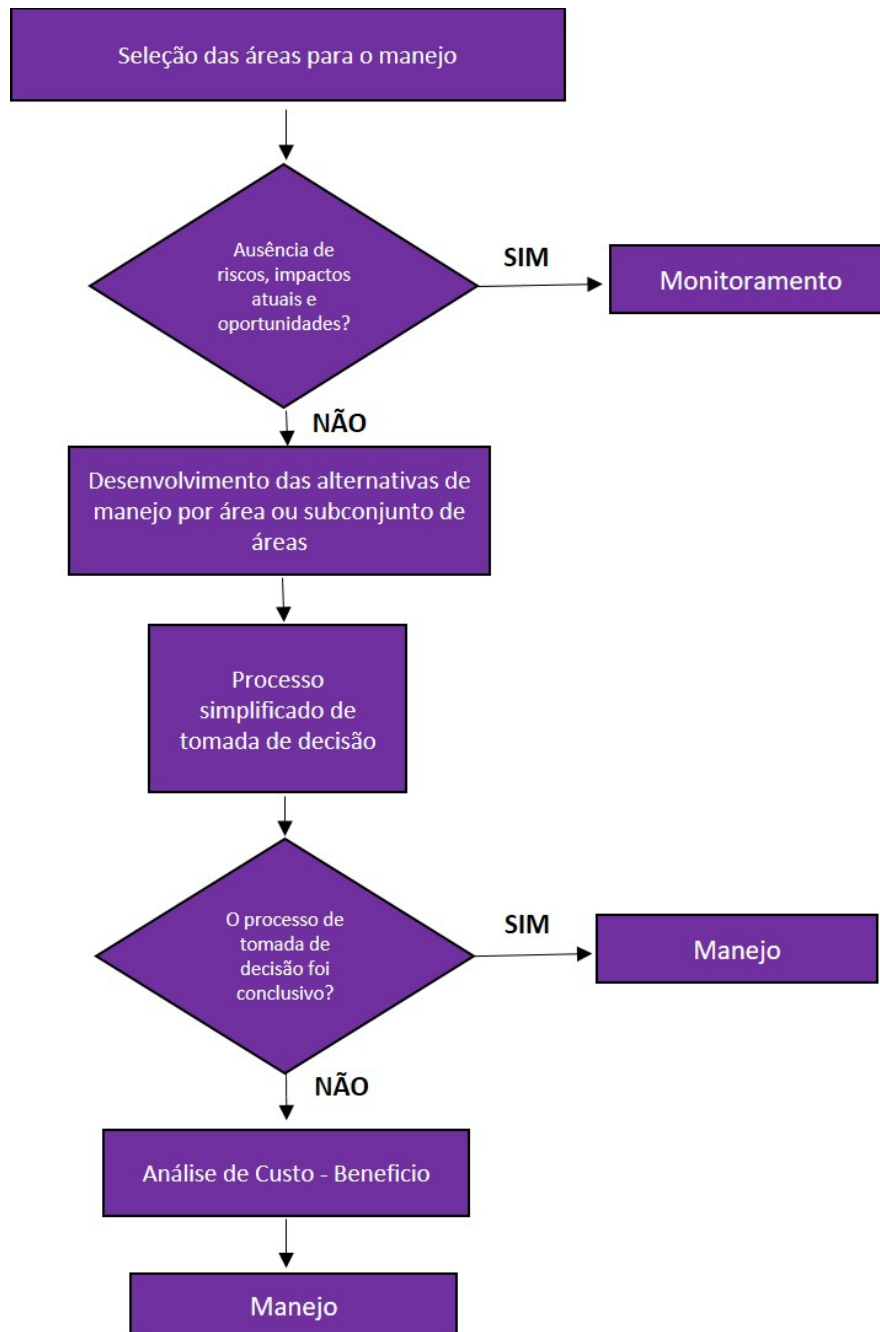 Seleção das áreas para o manejo
Ausência de
riscos, impactos
atuais e
oportunidades?
SIM
Monitoramento
NÃO
Desenvolvimento das alternativas de
manejo por área ou subconjunto de
áreas
Processo
simplificado de
tomada de decisão
O processo de
tomada de
decisão foi
conclusivo?
SIM
Manejo
NÃO
Análise de Custo - Beneficio
Manejo